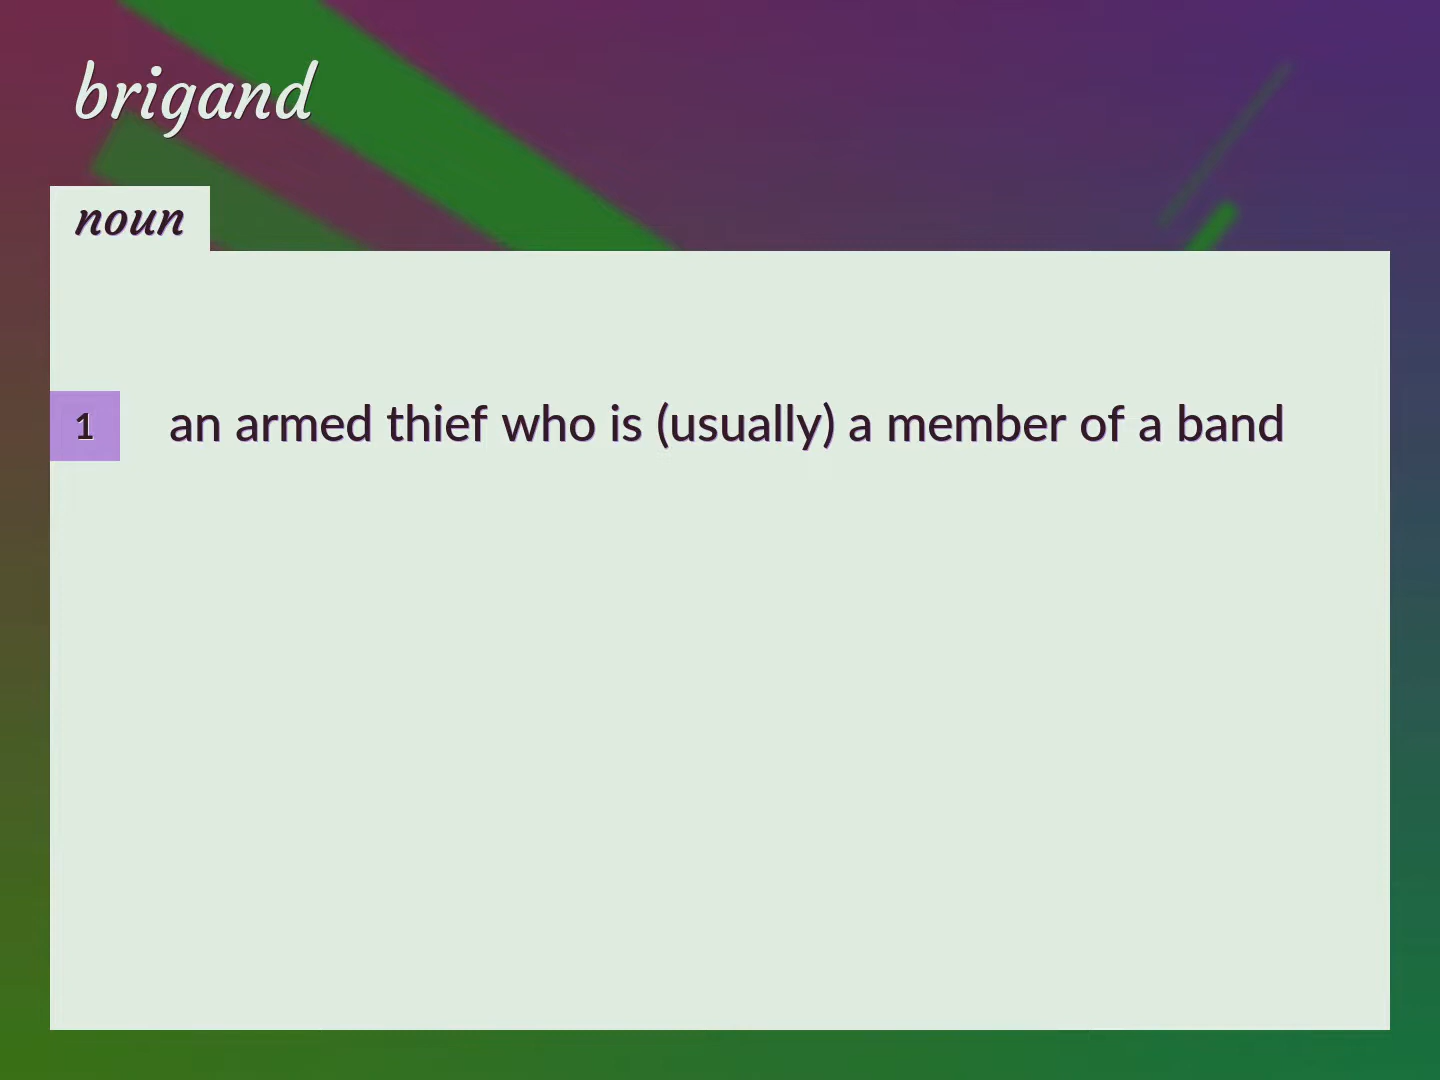 brigand
noun
1 an armed thief who is (usually) a member of a band